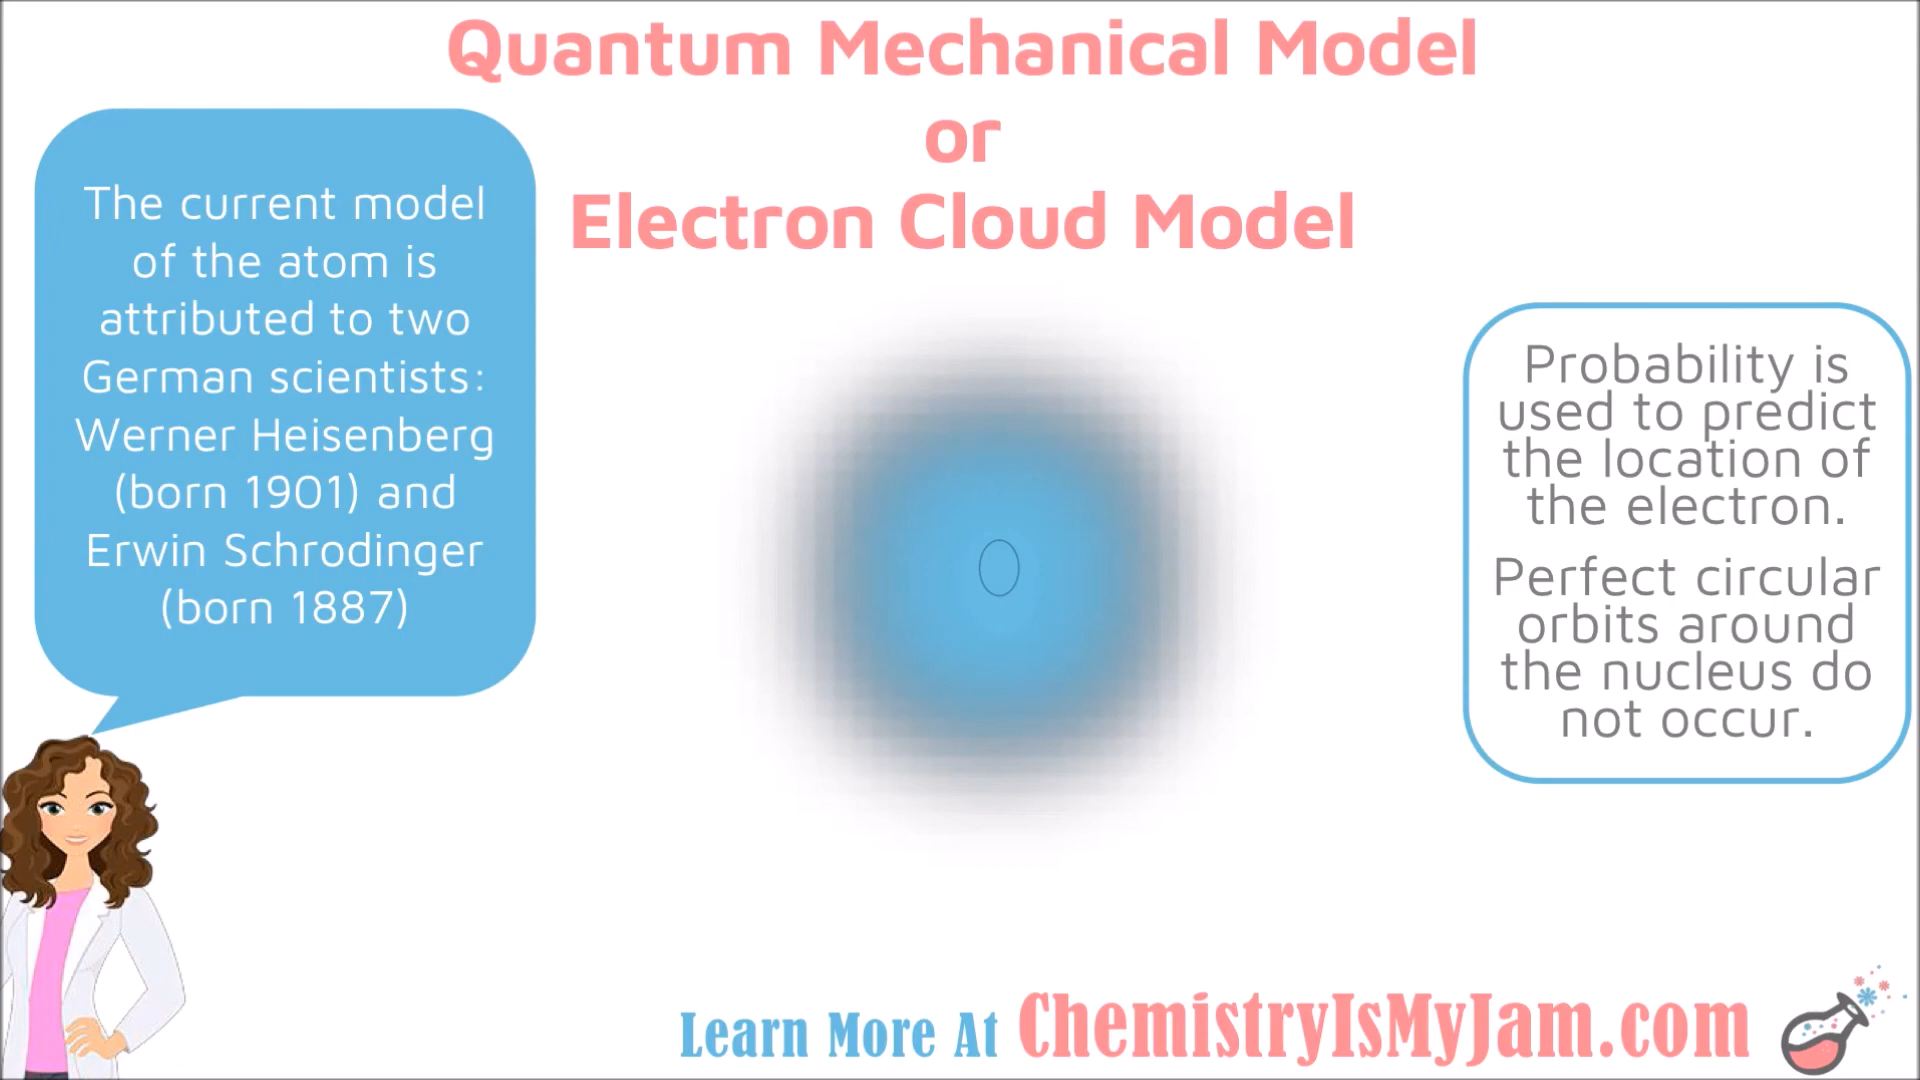 Quantum Mechanical Model
or
Electron Cloud Model
The current model
of the atom is
attributed to two
German scientists:
Werner Heisenberg
(born 1901) and
Erwin Schrodinger
(born 1887)
Probability is
used to predict
the location of
the electron.
Perfect circular
orbits around
the nucleus do
not occur.
Learn More At ChemistryIsMyJam.com